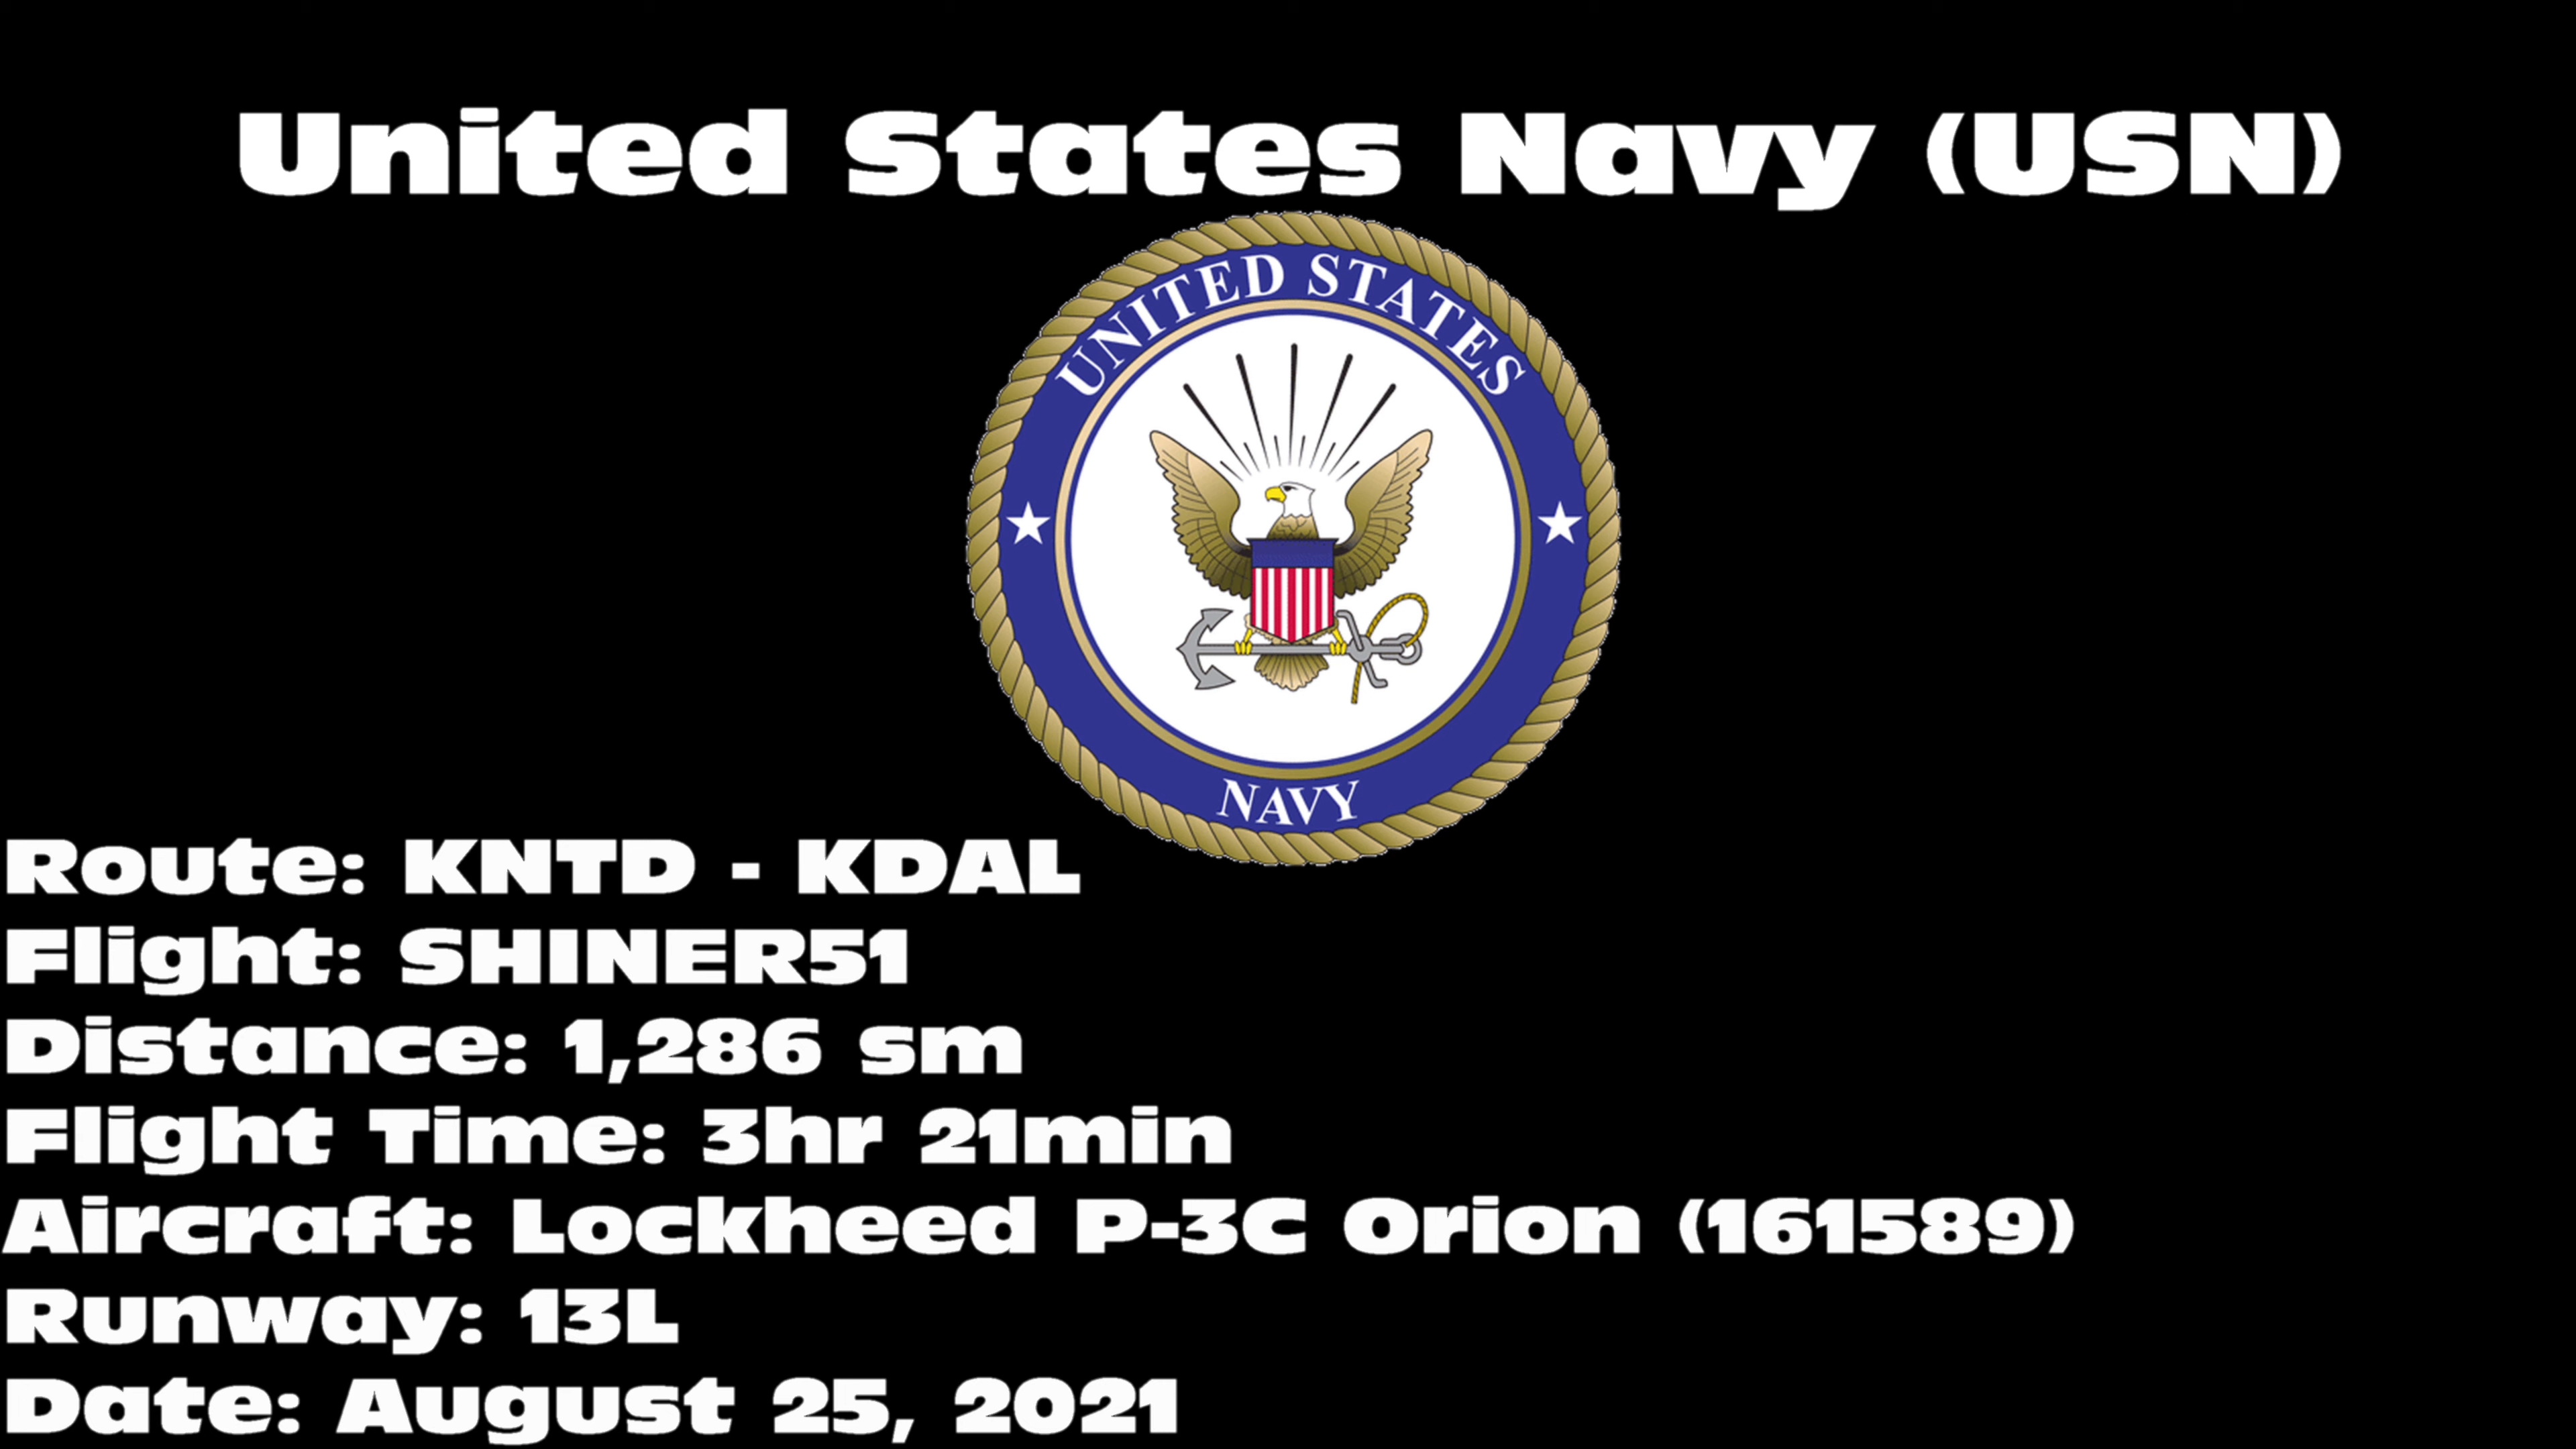 United States Navy (USN)
UNITED STATES
NAVY
Route: KNTD - KDAL
Flight: SHINER51
Distance: 1,286 sm
Flight Time: 3hr 21min
Aircraft: Lockheed P-3C Orion (161589)
Runway: 13L
Date: August 25, 2021